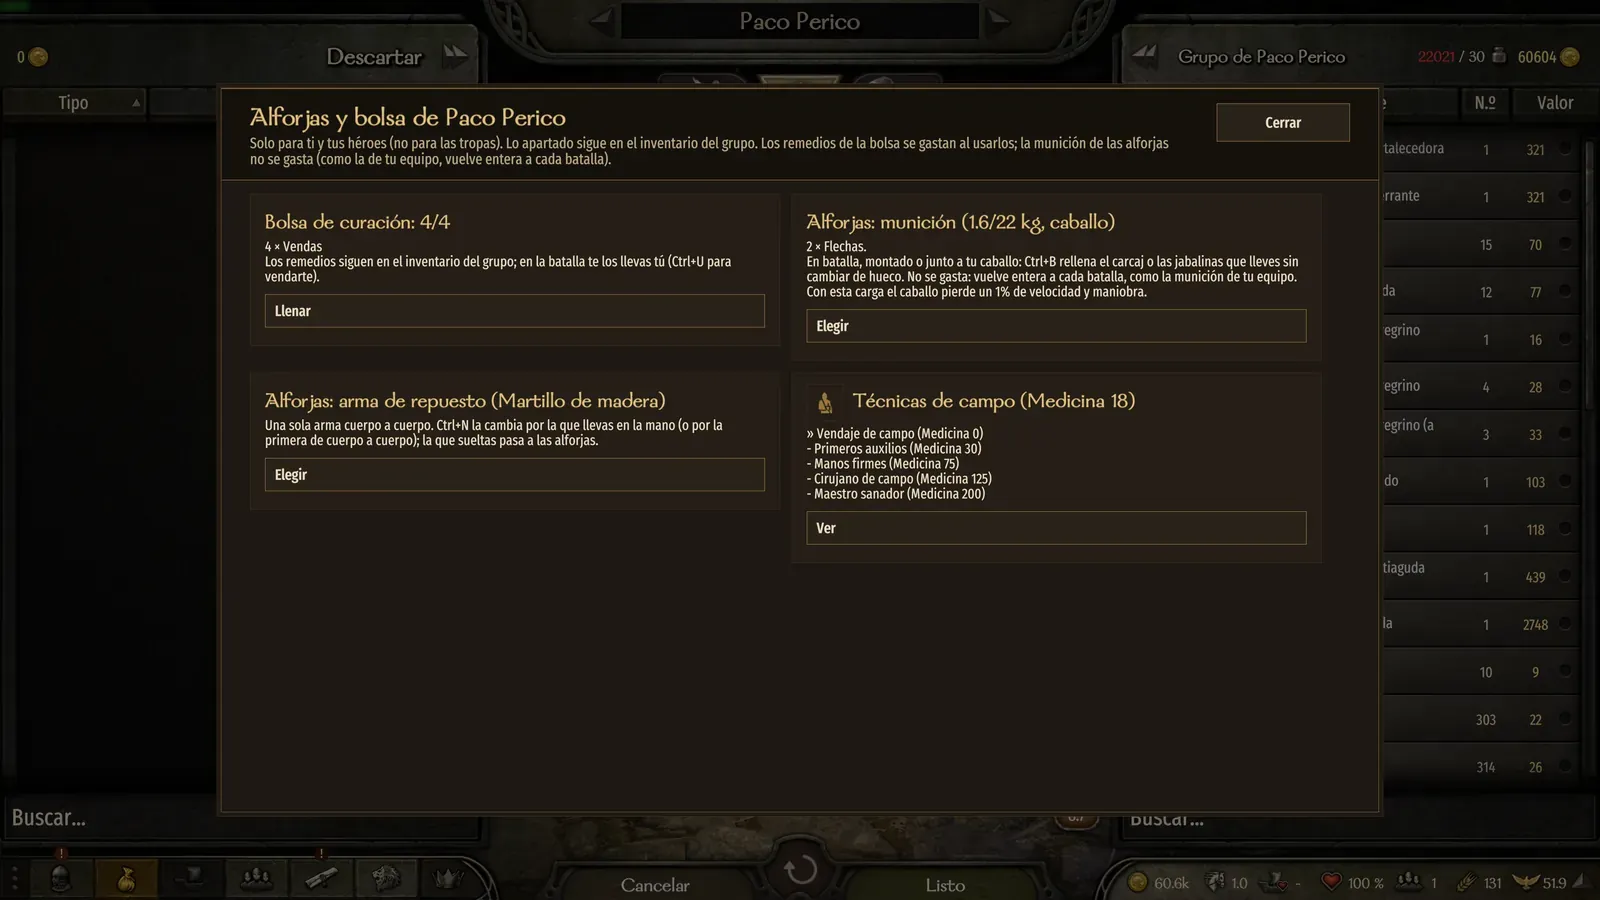 Paco Perico
0
Descartar
Grupo de Paco Perico
22021 / 30
60604
Tipo
N.º
Valor
Alforjas y bolsa de Paco Perico
Solo para ti y tus héroes (no para las tropas). Lo apartado sigue en el inventario del grupo. Los remedios de la bolsa se gastan al usarlos; la munición de las alforjas
no se gasta (como la de tu equipo, vuelve entera a cada batalla).
Cerrar
Bolsa de curación: 4/4
4 × Vendas
Los remedios siguen en el inventario del grupo; en la batalla te los llevas tú (Ctrl+U para
vendarte).
Llenar
Alforjas: munición (1.6/22 kg, caballo)
2 × Flechas.
En batalla, montado o junto a tu caballo: Ctrl+B rellena el carcaj o las jabalinas que lleves sin
cambiar de hueco. No se gasta: vuelve entera a cada batalla, como la munición de tu equipo.
Con esta carga el caballo pierde un 1% de velocidad y maniobra.
Elegir
Alforjas: arma de repuesto (Martillo de madera)
Una sola arma cuerpo a cuerpo. Ctrl+N la cambia por la que llevas en la mano (o por la
primera de cuerpo a cuerpo); la que sueltas pasa a las alforjas.
Elegir
Técnicas de campo (Medicina 18)
» Vendaje de campo (Medicina 0)
- Primeros auxilios (Medicina 30)
- Manos firmes (Medicina 75)
- Cirujano de campo (Medicina 125)
- Maestro sanador (Medicina 200)
Ver
talecedora 1 321
rrante 1 321
15 70
da 12 77
egrino 1 16
egrino 4 28
egrino (a 3 33
do 1 103
1 118
tiaguda 1 439
la 1 2748
10 9
303 22
314 26
Buscar...
Buscar...
Cancelar
Listo
60.6k
1.0
-
100 %
1
131
51.9